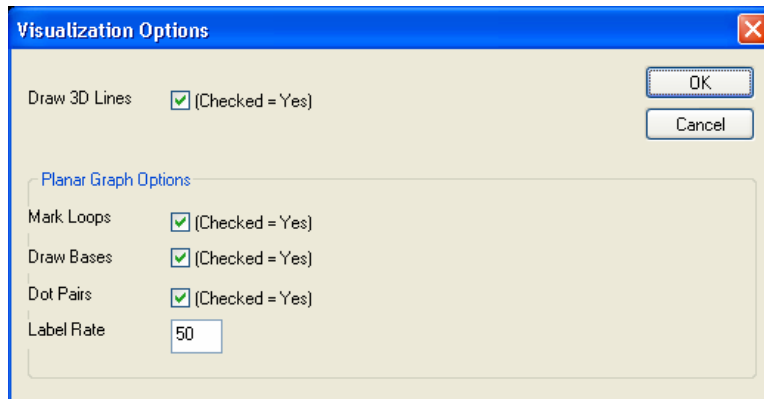 Visualization Options
OK
Draw 3D Lines (Checked = Yes)
Cancel
Planar Graph Options
Mark Loops (Checked = Yes)
Draw Bases (Checked = Yes)
Dot Pairs (Checked = Yes)
Label Rate 50